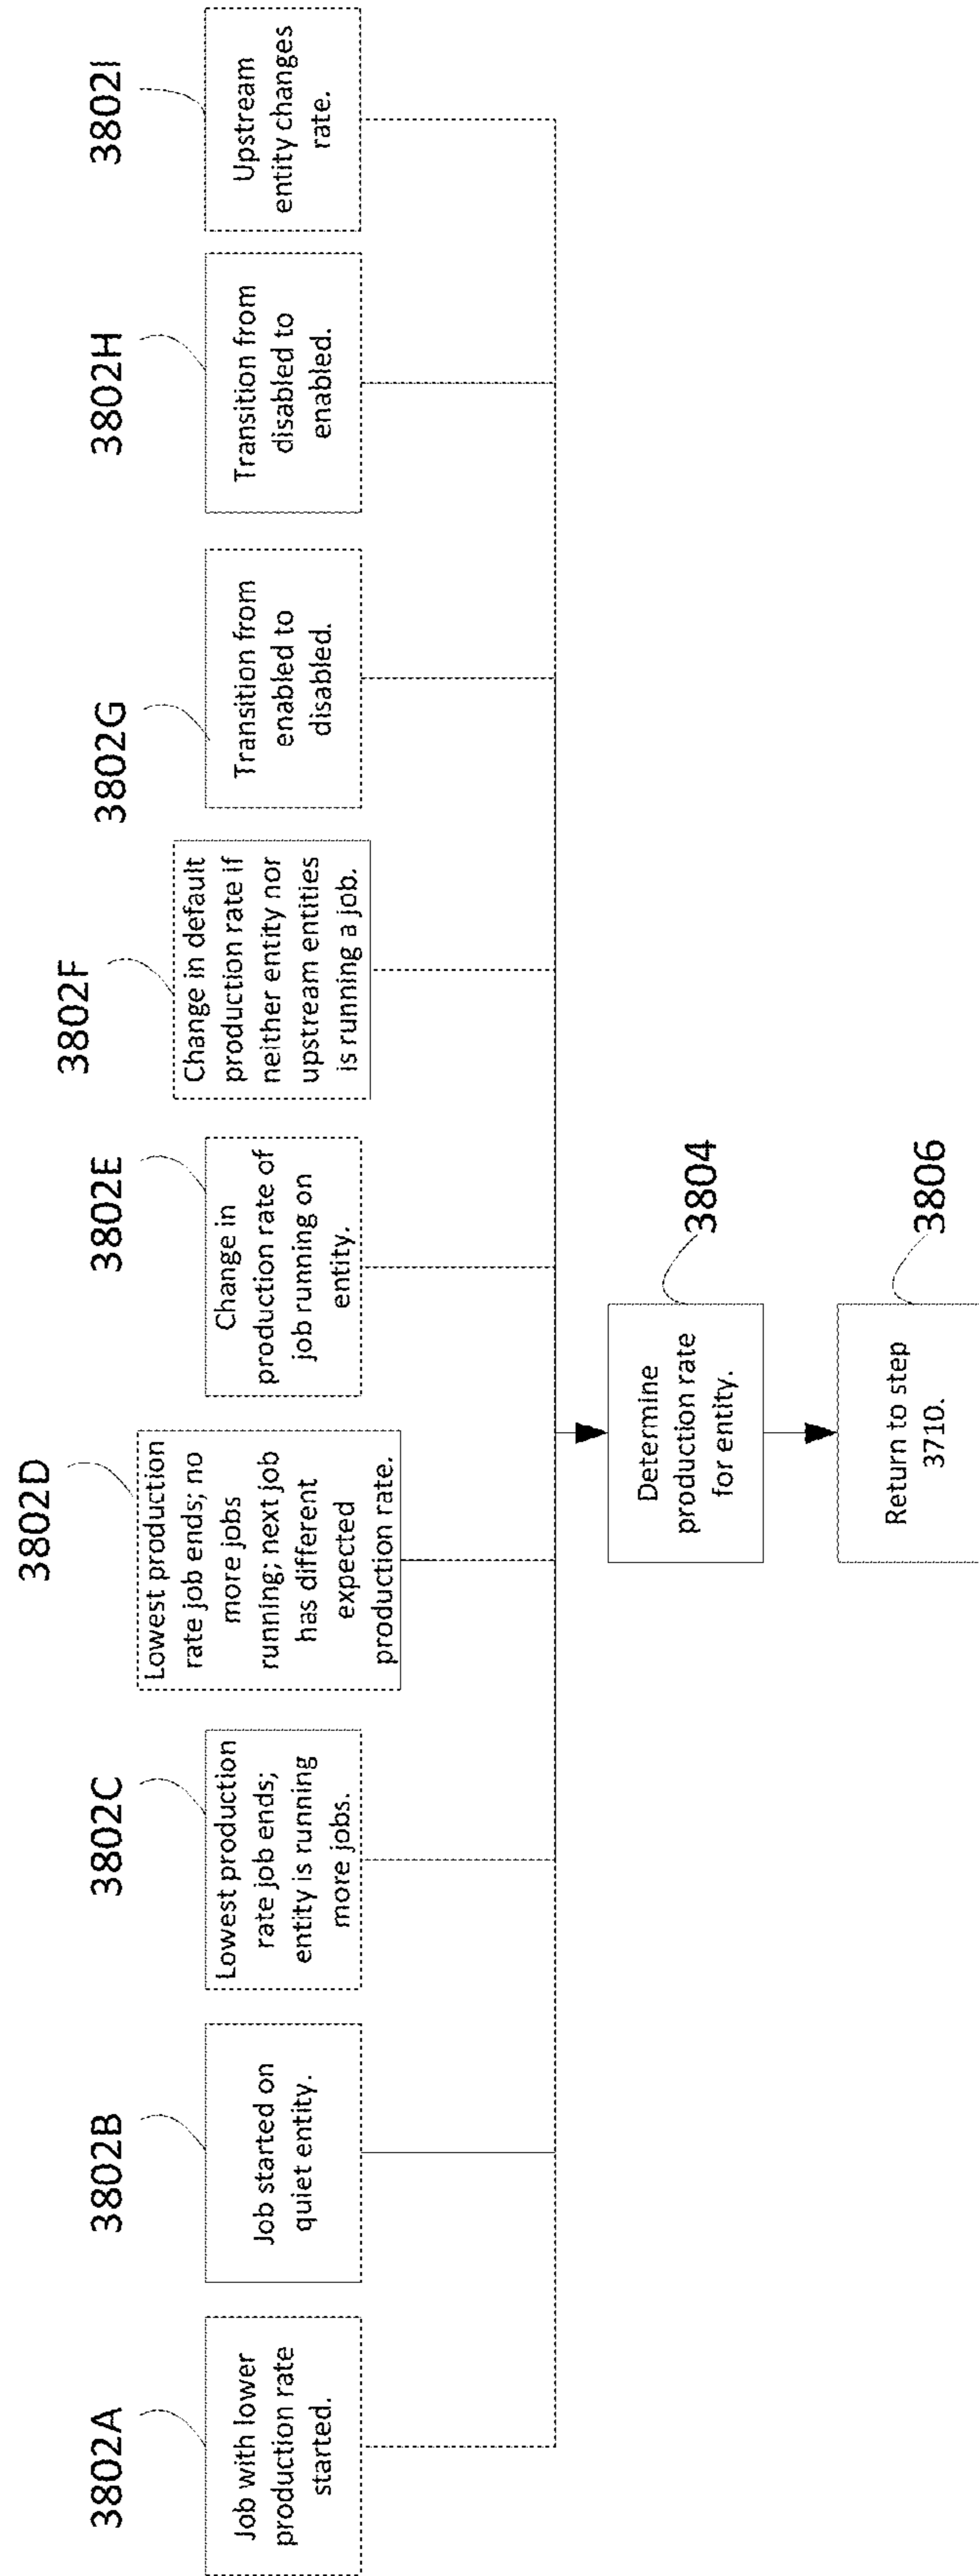 3802A
Job with lower
production rate
started.
3802B
Job started on
quiet entity.
3802C
Lowest production
rate job ends;
entity is running
more jobs.
3802D
Lowest production
rate job ends; no
more jobs
running; next job
has different
expected
production rate.
3802E
Change in
production rate of
job running on
entity.
3802F
Change in default
production rate if
neither entity nor
upstream entities
is running a job.
3802G
Transition from
enabled to
disabled.
3802H
Transition from
disabled to
enabled.
3802I
Upstream
entity changes
rate.
Determine
production rate
for entity.
3804
Return to step
3710.
3806